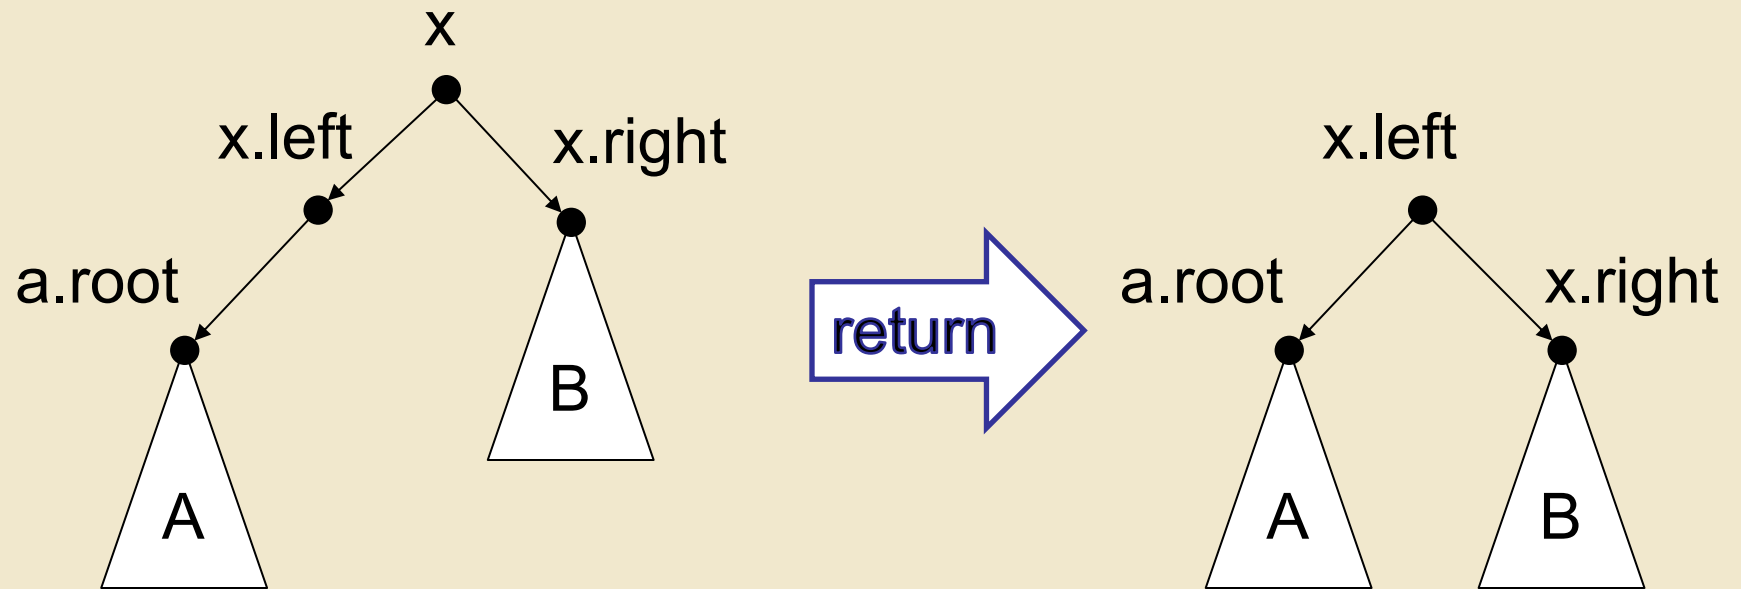 x
x.left
x.right
a.root
B
A
return
x.left
a.root
x.right
A
B